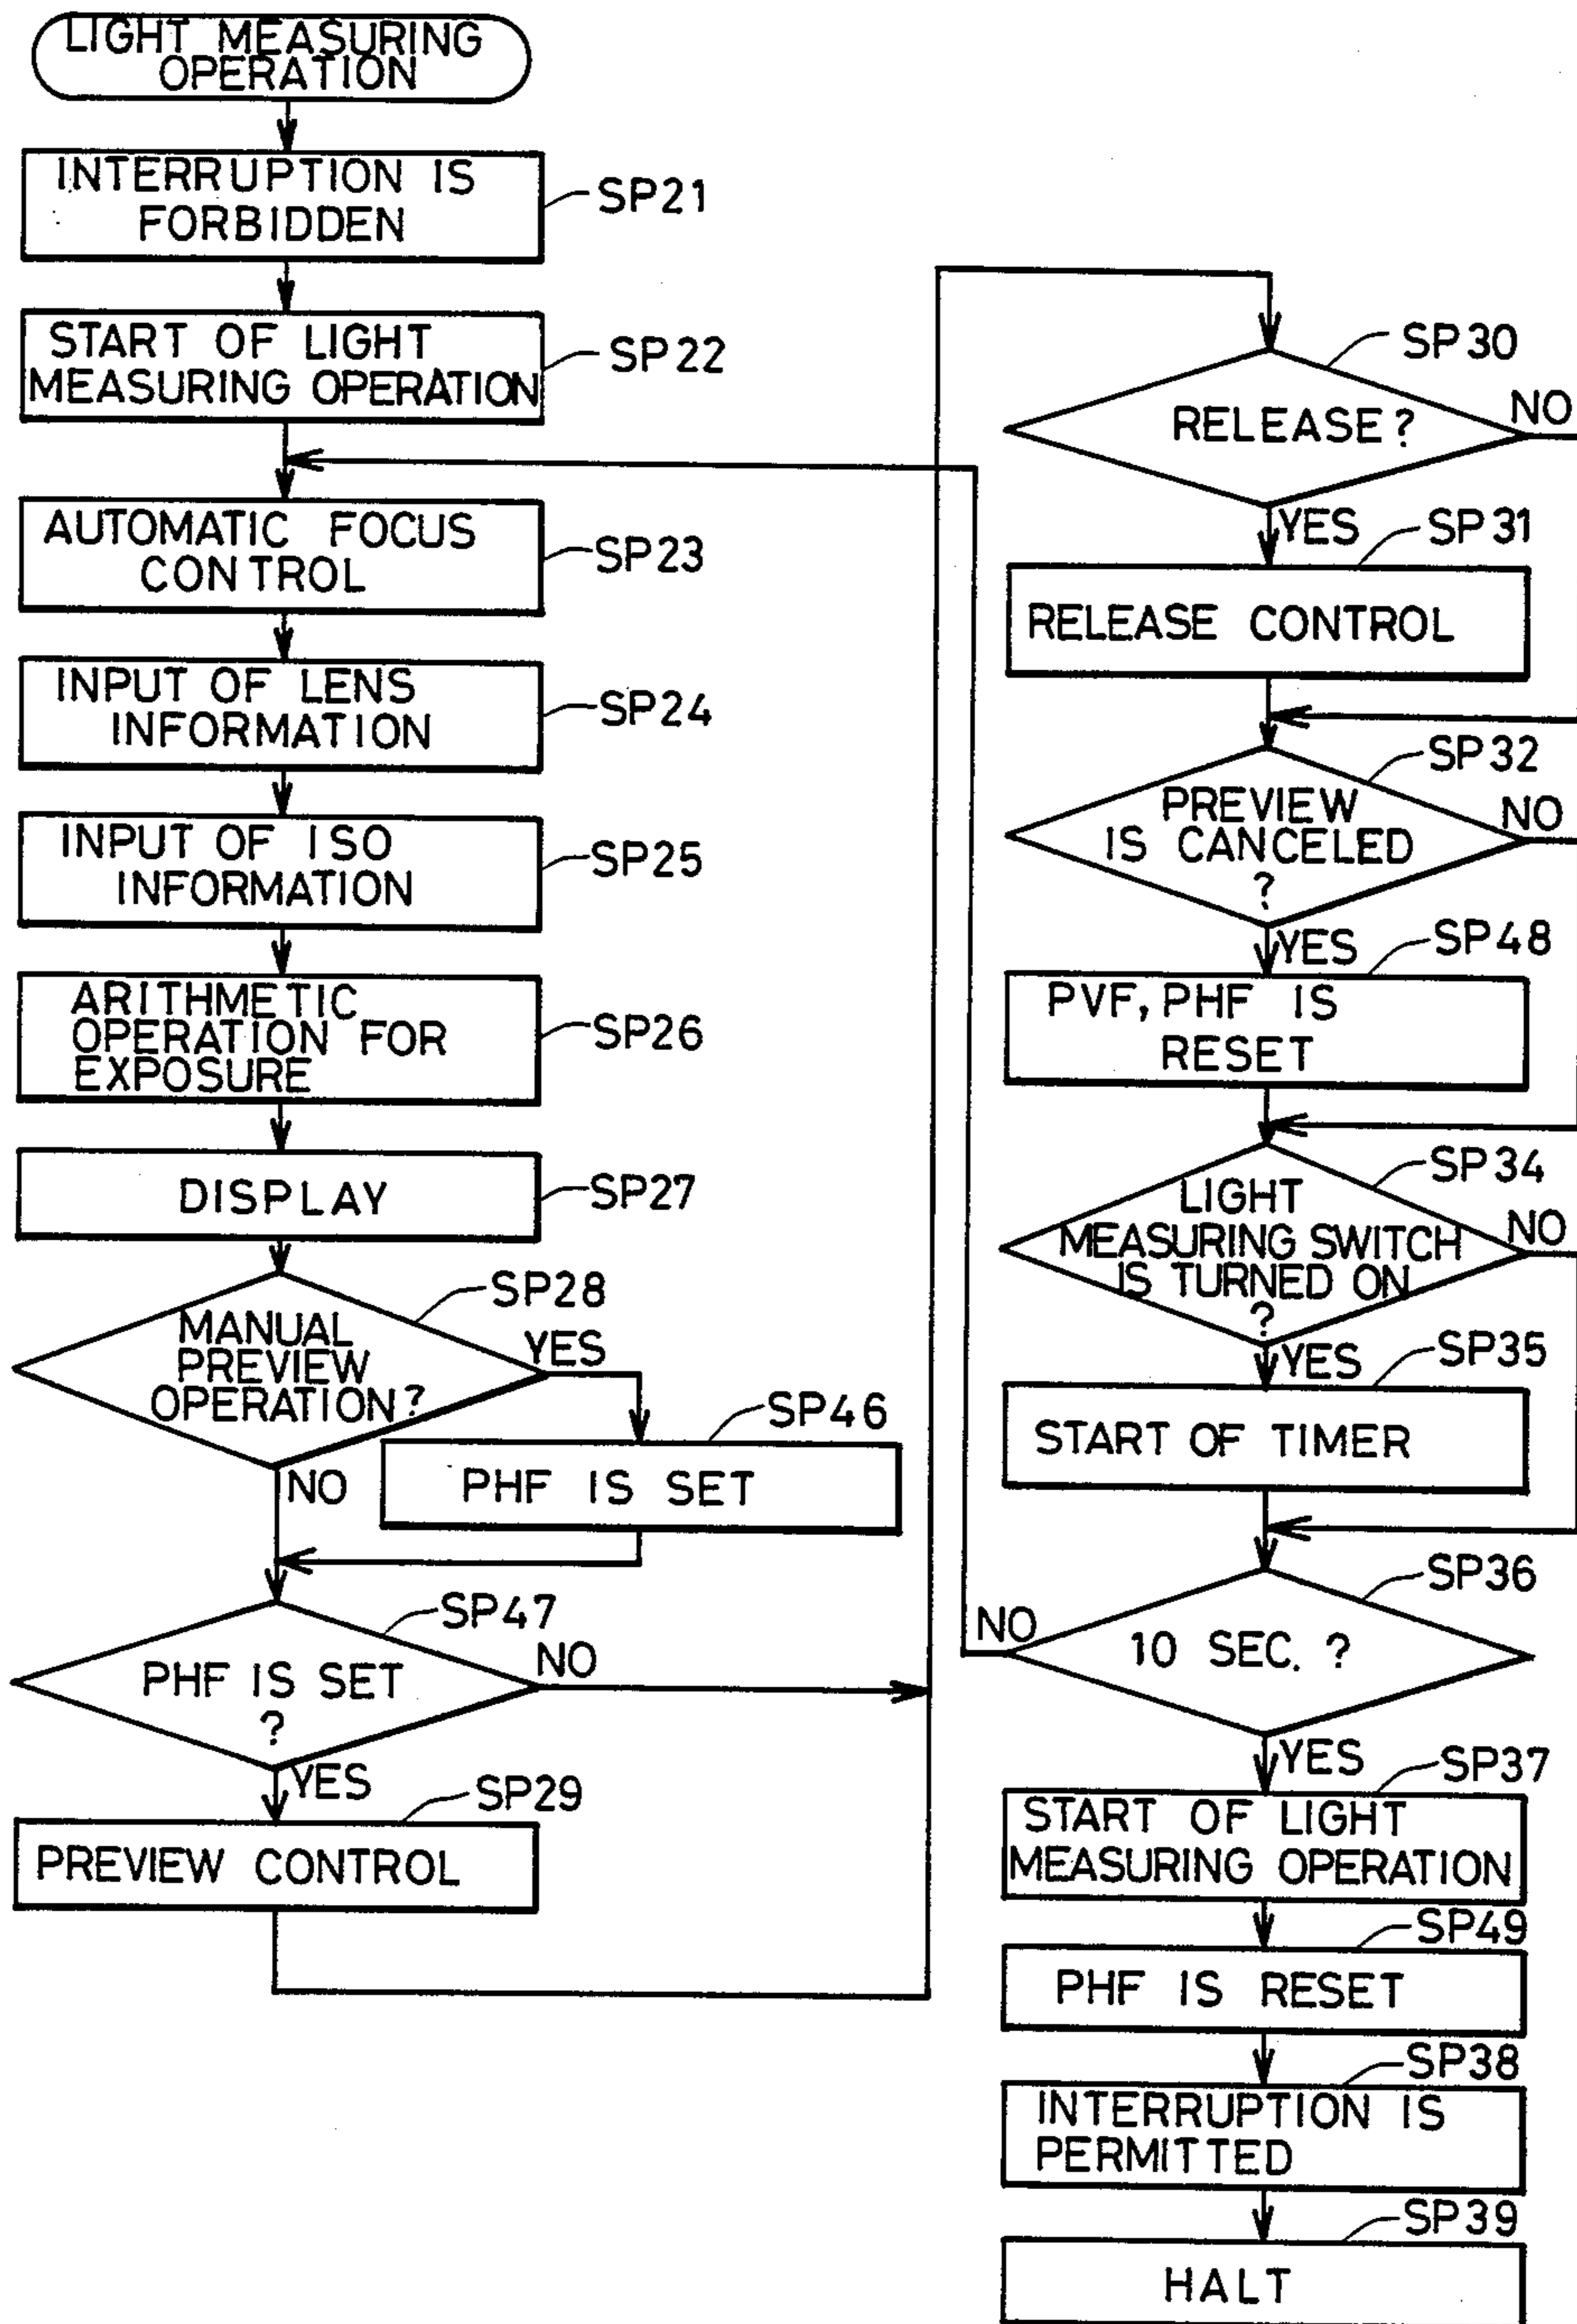 LIGHT MEASURING
OPERATION
INTERRUPTION IS
FORBIDDEN
SP21
START OF LIGHT
MEASURING OPERATION
SP22
AUTOMATIC FOCUS
CONTROL
SP23
INPUT OF LENS
INFORMATION
SP24
INPUT OF ISO
INFORMATION
SP25
ARITHMETIC
OPERATION FOR
EXPOSURE
SP26
DISPLAY
SP27
SP28
MANUAL
PREVIEW
OPERATION?
YES
NO
SP46
PHF IS SET
SP47
PHF IS SET
?
NO
YES
SP29
PREVIEW CONTROL
SP30
RELEASE?
NO
YES
SP31
RELEASE CONTROL
SP32
PREVIEW
IS CANCELED
?
NO
YES
SP48
PVF, PHF IS
RESET
SP34
LIGHT
MEASURING SWITCH
IS TURNED ON
?
NO
YES
SP35
START OF TIMER
SP36
10 SEC. ?
NO
YES
SP37
START OF LIGHT
MEASURING OPERATION
SP49
PHF IS RESET
SP38
INTERRUPTION IS
PERMITTED
SP39
HALT